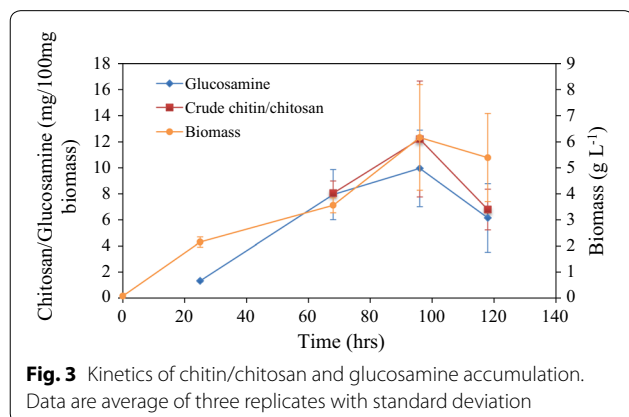 Chitosan/Glucosamine (mg/100mg
biomass)
18
16
14
12
10
8
6
4
2
0
Glucosamine
Crude chitin/chitosan
Biomass
9
8
7
6
5
4
3
2
1
0
Biomass (g L-1)
0 20 40 60 80 100 120 140
Time (hrs)
Fig. 3 Kinetics of chitin/chitosan and glucosamine accumulation.
Data are average of three replicates with standard deviation